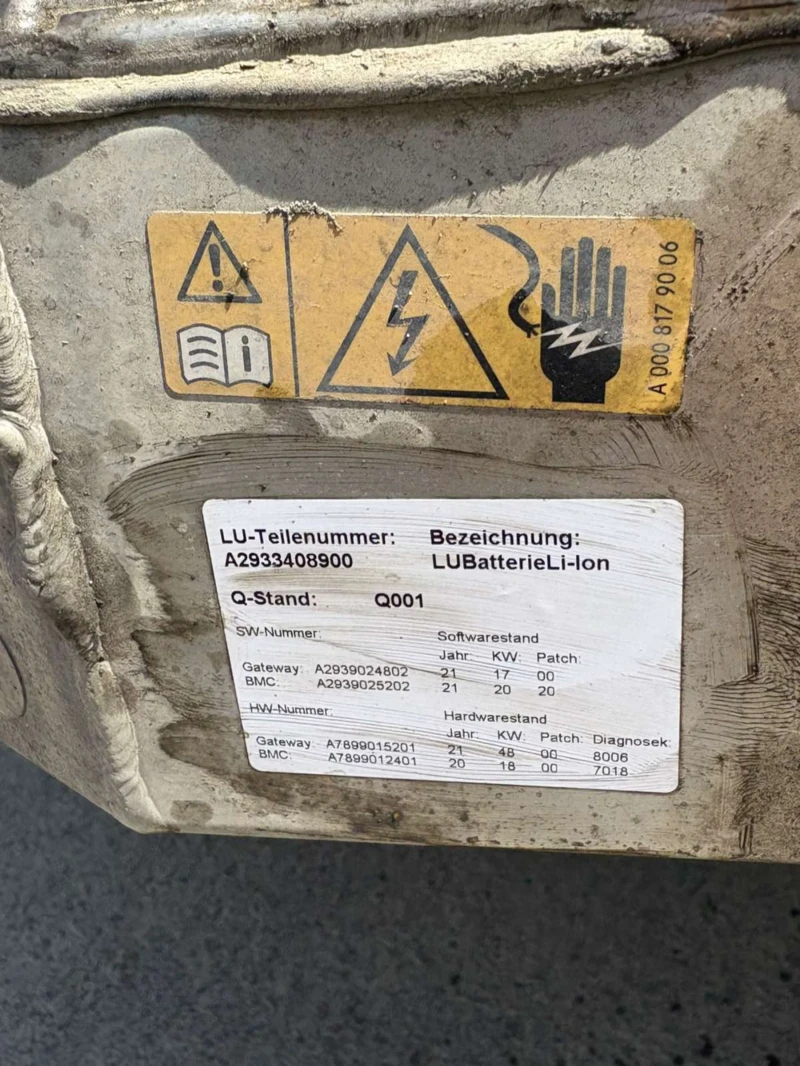 A 000 817 90 06
LU-Teilenummer: Bezeichnung:
A2933408900 LUBatterieLi-Ion
Q-Stand: Q001
SW-Nummer: Softwarestand
Jahr: KW: Patch:
Gateway: A2939024802 21 17 00
BMC: A2939025202 21 20 20
HW-Nummer: Hardwarestand
Jahr: KW: Patch: Diagnosek:
Gateway: A7899015201 21 48 00 8006
BMC: A7899012401 20 18 00 7018